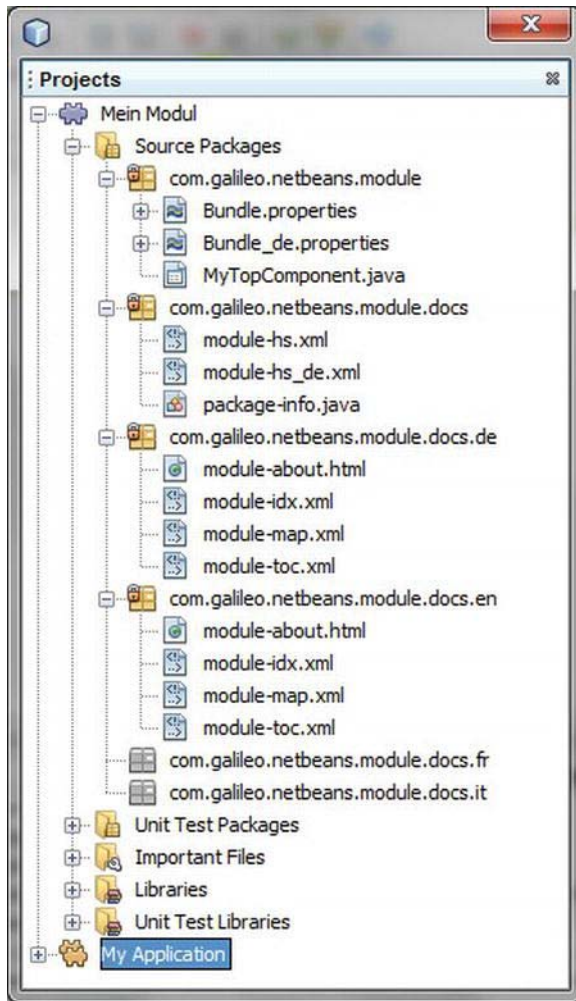 Projects
Mein Modul
Source Packages
com.galileo.netbeans.module
Bundle.properties
Bundle_de.properties
MyTopComponent.java
com.galileo.netbeans.module.docs
module-hs.xml
module-hs_de.xml
package-info.java
com.galileo.netbeans.module.docs.de
module-about.html
module-idx.xml
module-map.xml
module-toc.xml
com.galileo.netbeans.module.docs.en
module-about.html
module-idx.xml
module-map.xml
module-toc.xml
com.galileo.netbeans.module.docs.fr
com.galileo.netbeans.module.docs.it
Unit Test Packages
Important Files
Libraries
Unit Test Libraries
My Application